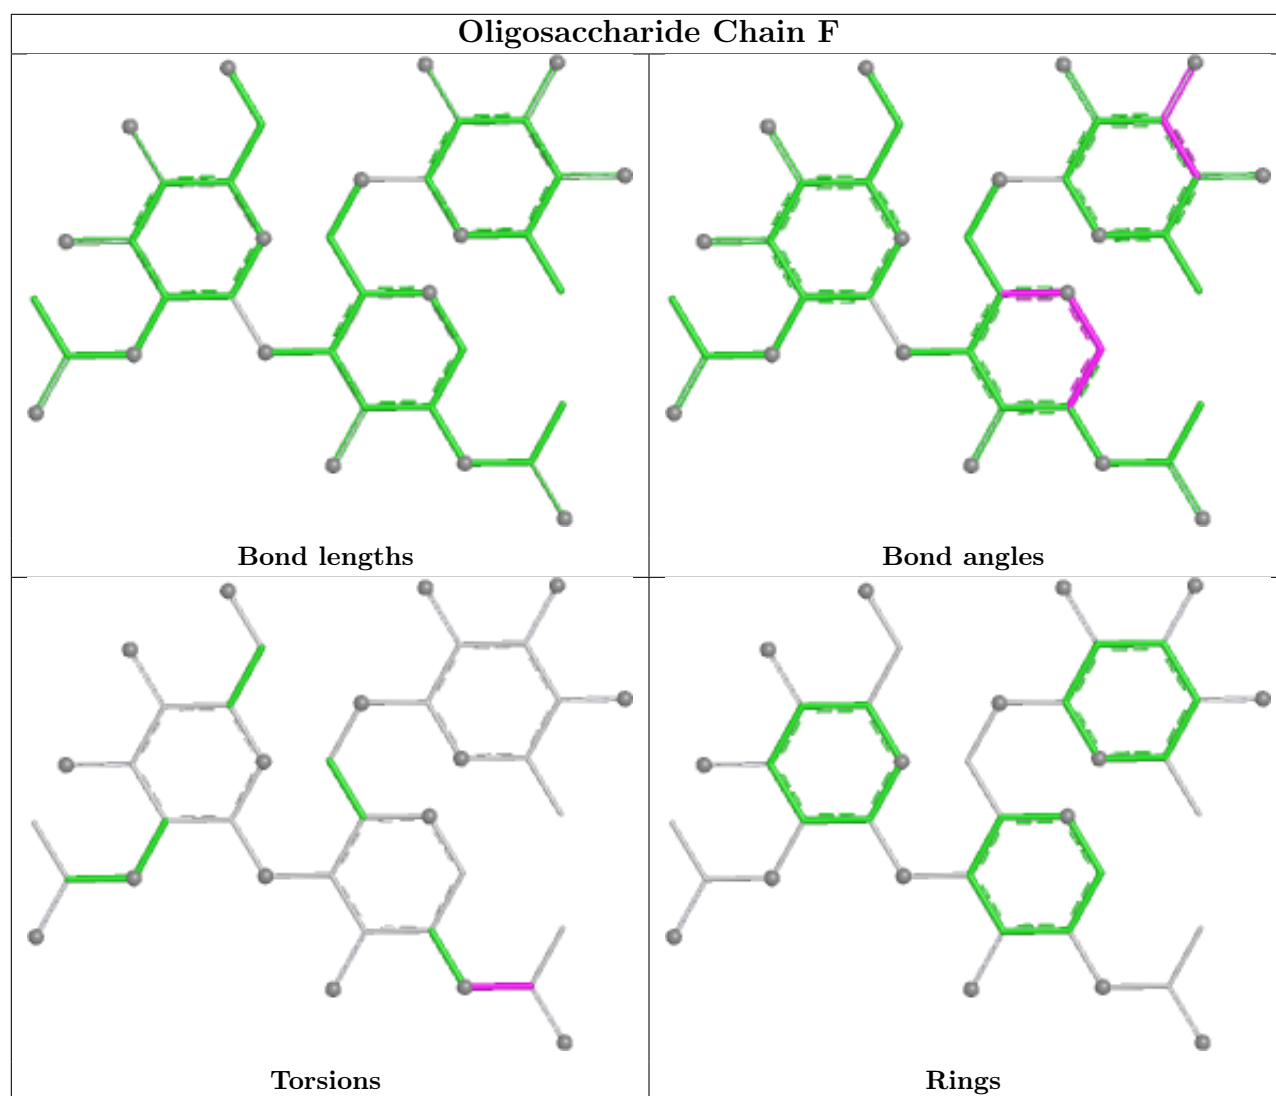 Oligosaccharide Chain F
Bond lengths
Bond angles
Torsions
Rings